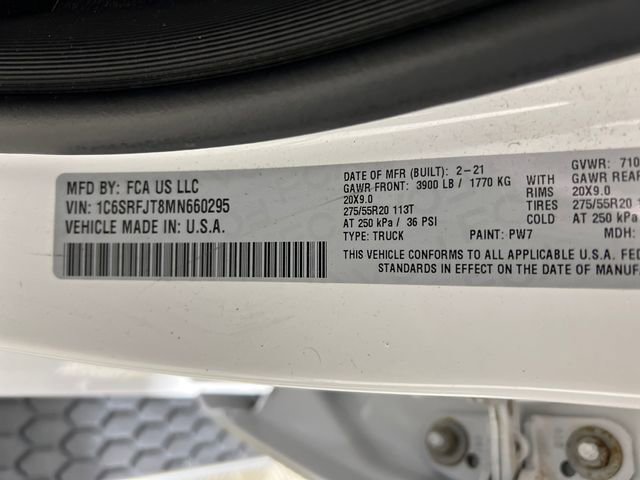 MFD BY: FCA US LLC
VIN: 1C6SRFJT8MN660295
VEHICLE MADE IN: U.S.A.
DATE OF MFR (BUILT): 2-21 GVWR: 710
GAWR FRONT: 3900 LB / 1770 KG WITH GAWR REAR
20X9.0 RIMS 20X9.0
275/55R20 113T TIRES 275/55R20
AT 250 kPa / 36 PSI COLD AT 250 kPa
TYPE: TRUCK PAINT: PW7 MDH:
THIS VEHICLE CONFORMS TO ALL APPLICABLE U.S.A. FED
STANDARDS IN EFFECT ON THE DATE OF MANUF